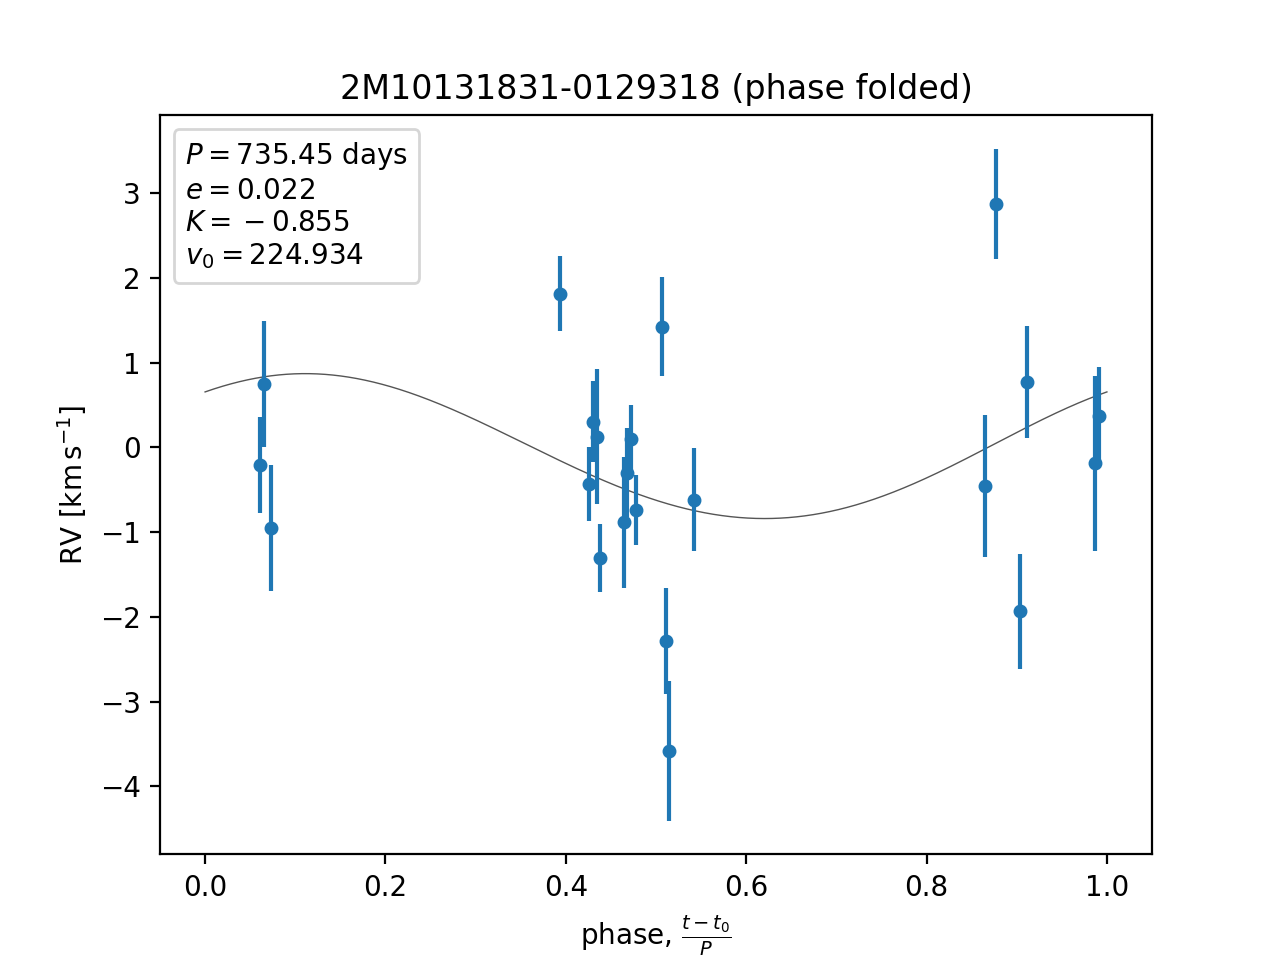 2M10131831-0129318 (phase folded)
P = 735.45 days
e = 0.022
K = −0.855
v₀ = 224.934
3
2
1
0
−1
−2
−3
−4
RV [km s⁻¹]
0.0 0.2 0.4 0.6 0.8 1.0
phase, (t − t₀)/P